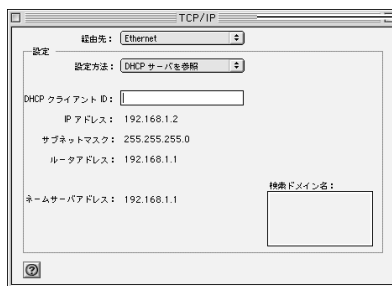 TCP/IP
経由先： Ethernet
設定
設定方法： DHCP サーバを参照
DHCP クライアント ID：
IP アドレス： 192.168.1.2
サブネットマスク： 255.255.255.0
ルータアドレス： 192.168.1.1
検索ドメイン名：
ネームサーバアドレス： 192.168.1.1
?